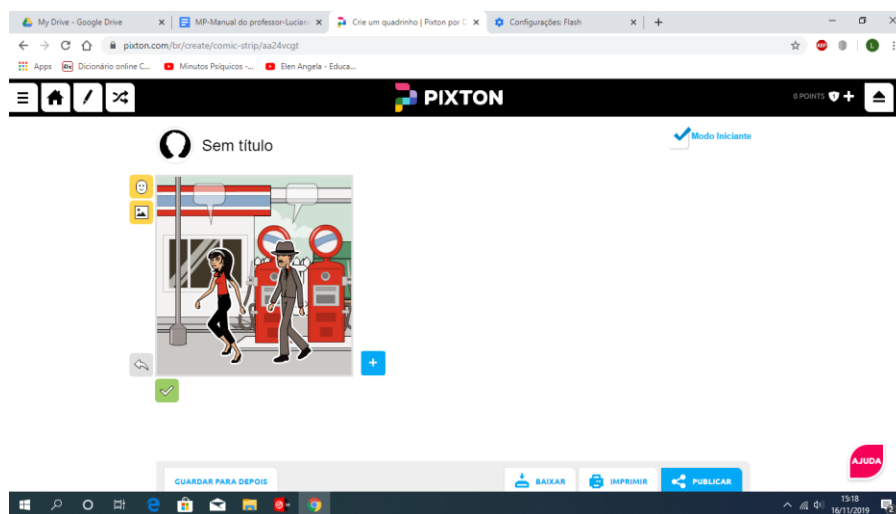 My Drive - Google Drive
MP-Manual do professor-Lucian
Crie um quadrinho | Pixton por D
Configurações: Flash
pixton.com/br/create/comic-strip/aa24vcgt
ABP
L
Apps
Dicionário online C...
Minutos Psíquicos -...
Elen Angela - Educa...
PIXTON
0 POINTS
1
Sem título
Modo Iniciante
AJUDA
GUARDAR PARA DEPOIS
BAIXAR
IMPRIMIR
PUBLICAR
15:18
16/11/2019